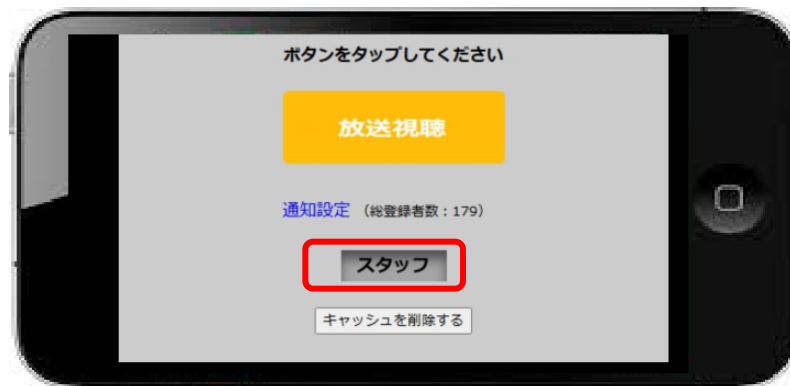 ボタンをタップしてください
放送視聴
通知設定 （総登録者数：179）
スタッフ
キャッシュを削除する